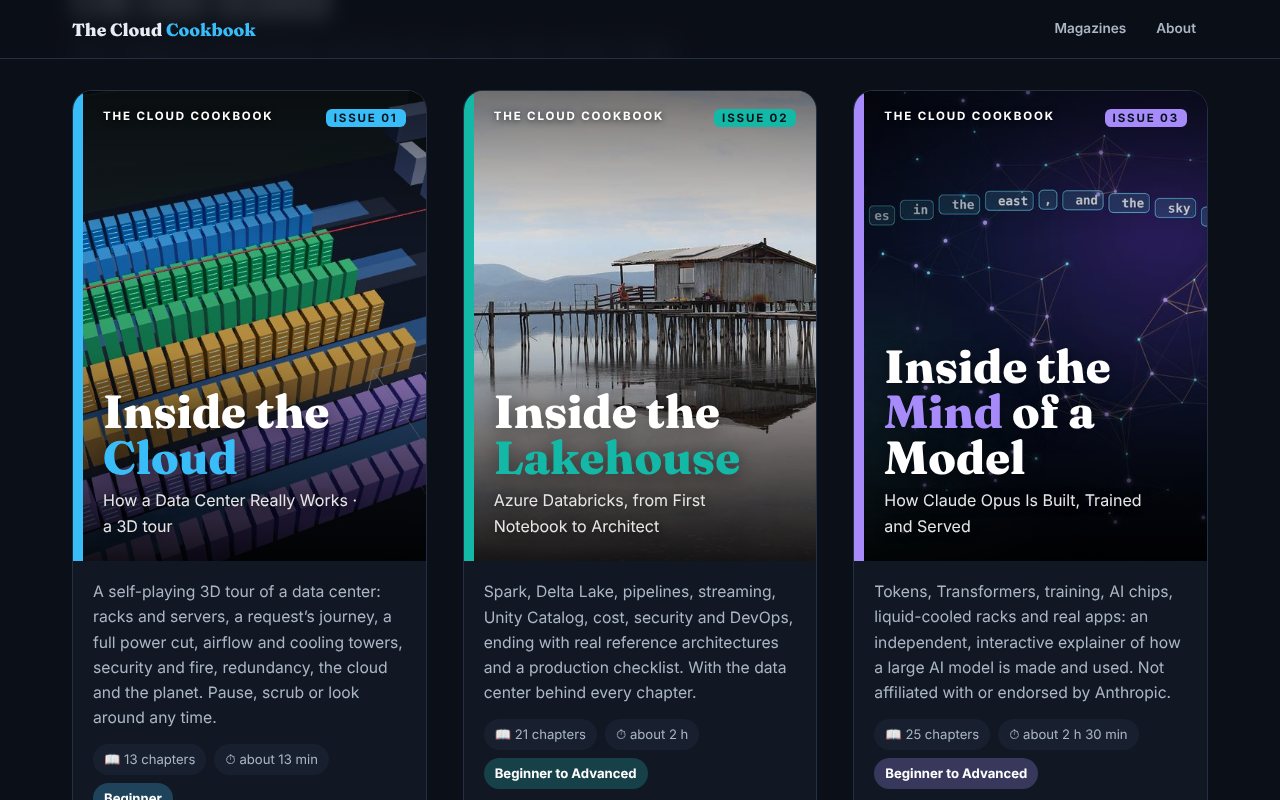 The Cloud Cookbook
Magazines
About
THE CLOUD COOKBOOK
ISSUE 01
Inside the
Cloud
How a Data Center Really Works ·
a 3D tour
A self-playing 3D tour of a data center:
racks and servers, a request’s journey, a
full power cut, airflow and cooling towers,
security and fire, redundancy, the cloud
and the planet. Pause, scrub or look
around any time.
13 chapters
about 13 min
Beginner
THE CLOUD COOKBOOK
ISSUE 02
Inside the
Lakehouse
Azure Databricks, from First
Notebook to Architect
Spark, Delta Lake, pipelines, streaming,
Unity Catalog, cost, security and DevOps,
ending with real reference architectures
and a production checklist. With the data
center behind every chapter.
21 chapters
about 2 h
Beginner to Advanced
THE CLOUD COOKBOOK
ISSUE 03
es in the east , and the sky
Inside the
Mind of a
Model
How Claude Opus Is Built, Trained
and Served
Tokens, Transformers, training, AI chips,
liquid-cooled racks and real apps: an
independent, interactive explainer of how
a large AI model is made and used. Not
affiliated with or endorsed by Anthropic.
25 chapters
about 2 h 30 min
Beginner to Advanced